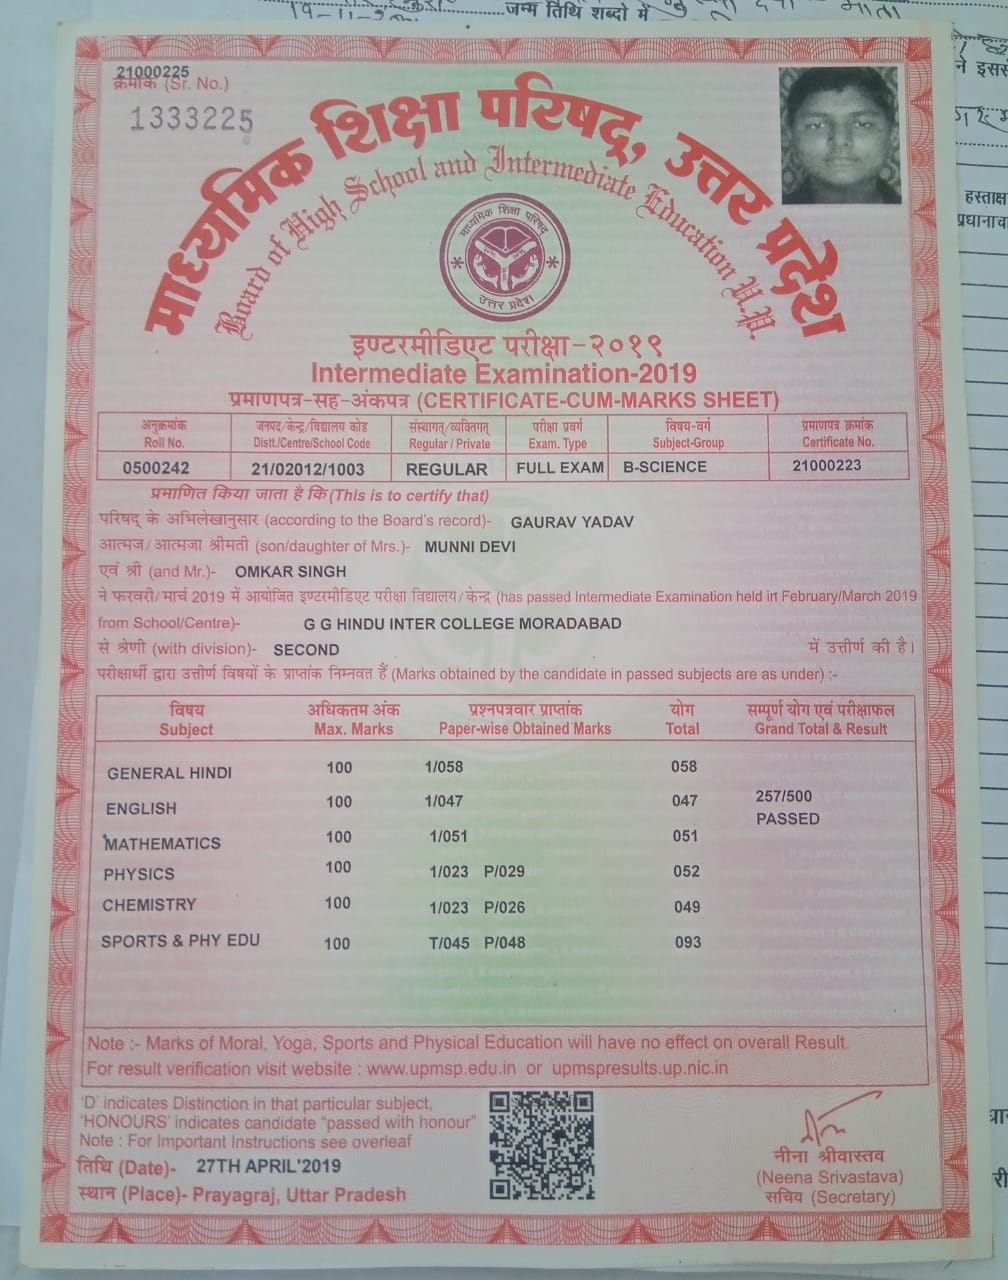 19-11-2
जन्म तिथि शब्दो में
माता
ने इसस
हस्ताक्ष
प्रधानाचा
21000225
क्रमांक (Sr. No.)
1333225
माध्यमिक शिक्षा परिषद्, उत्तर प्रदेश
Board of High School and Intermediate Education U.P.
माध्यमिक शिक्षा परिषद्
उत्तर प्रदेश
इण्टरमीडिएट परीक्षा-२०१९
Intermediate Examination-2019
प्रमाणपत्र-सह-अंकपत्र (CERTIFICATE-CUM-MARKS SHEET)
अनुक्रमांक जनपद/केन्द्र/विद्यालय कोड संस्थागत्/व्यक्तिगत् परीक्षा प्रवर्ग विषय-वर्ग प्रमाणपत्र क्रमांक
Roll No. Distt./Centre/School Code Regular / Private Exam. Type Subject-Group Certificate No.
0500242 21/02012/1003 REGULAR FULL EXAM B-SCIENCE 21000223
प्रमाणित किया जाता है कि (This is to certify that)
परिषद् के अभिलेखानुसार (according to the Board's record)- GAURAV YADAV
आत्मज/आत्मजा श्रीमती (son/daughter of Mrs.)- MUNNI DEVI
एवं श्री (and Mr.)- OMKAR SINGH
ने फरवरी/मार्च 2019 में आयोजित इण्टरमीडिएट परीक्षा विद्यालय/केन्द्र (has passed Intermediate Examination held in February/March 2019
from School/Centre)- G G HINDU INTER COLLEGE MORADABAD
से श्रेणी (with division)- SECOND में उत्तीर्ण की है।
परीक्षार्थी द्वारा उत्तीर्ण विषयों के प्राप्तांक निम्नवत हैं (Marks obtained by the candidate in passed subjects are as under) :-
विषय अधिकतम अंक प्रश्नपत्रवार प्राप्तांक योग सम्पूर्ण योग एवं परीक्षाफल
Subject Max. Marks Paper-wise Obtained Marks Total Grand Total & Result
GENERAL HINDI 100 1/058 058
ENGLISH 100 1/047 047 257/500
PASSED
MATHEMATICS 100 1/051 051
PHYSICS 100 1/023 P/029 052
CHEMISTRY 100 1/023 P/026 049
SPORTS & PHY EDU 100 T/045 P/048 093
Note :- Marks of Moral, Yoga, Sports and Physical Education will have no effect on overall Result.
For result verification visit website : www.upmsp.edu.in or upmspresults.up.nic.in
'D' indicates Distinction in that particular subject,
'HONOURS' indicates candidate "passed with honour"
Note : For Important Instructions see overleaf
तिथि (Date)- 27TH APRIL'2019
स्थान (Place)- Prayagraj, Uttar Pradesh
नीना श्रीवास्तव
(Neena Srivastava)
सचिव (Secretary)